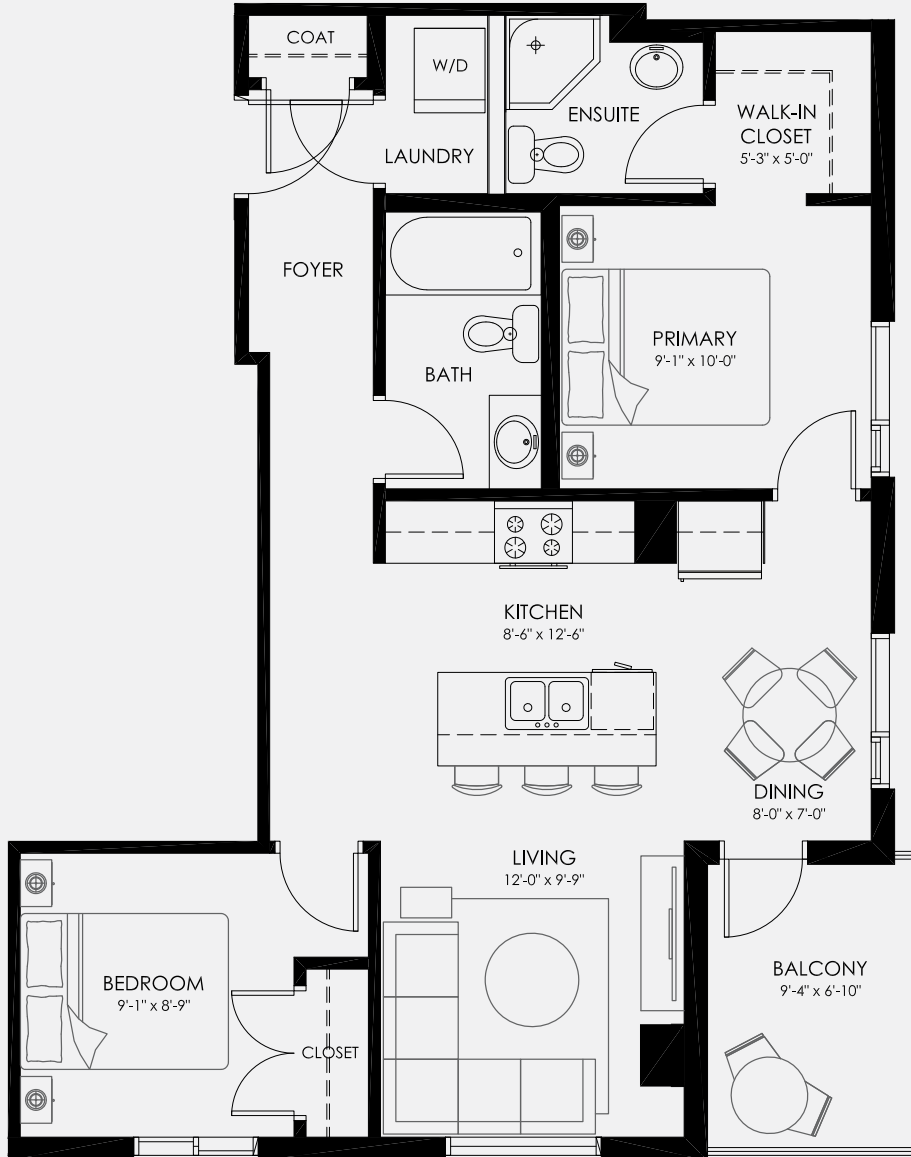 COAT
W/D
LAUNDRY
ENSUITE
WALK-IN
CLOSET
5'-3" x 5'-0"
FOYER
BATH
PRIMARY
9'-1" x 10'-0"
KITCHEN
8'-6" x 12'-6"
DINING
8'-0" x 7'-0"
LIVING
12'-0" x 9'-9"
BEDROOM
9'-1" x 8'-9"
CLOSET
BALCONY
9'-4" x 6'-10"